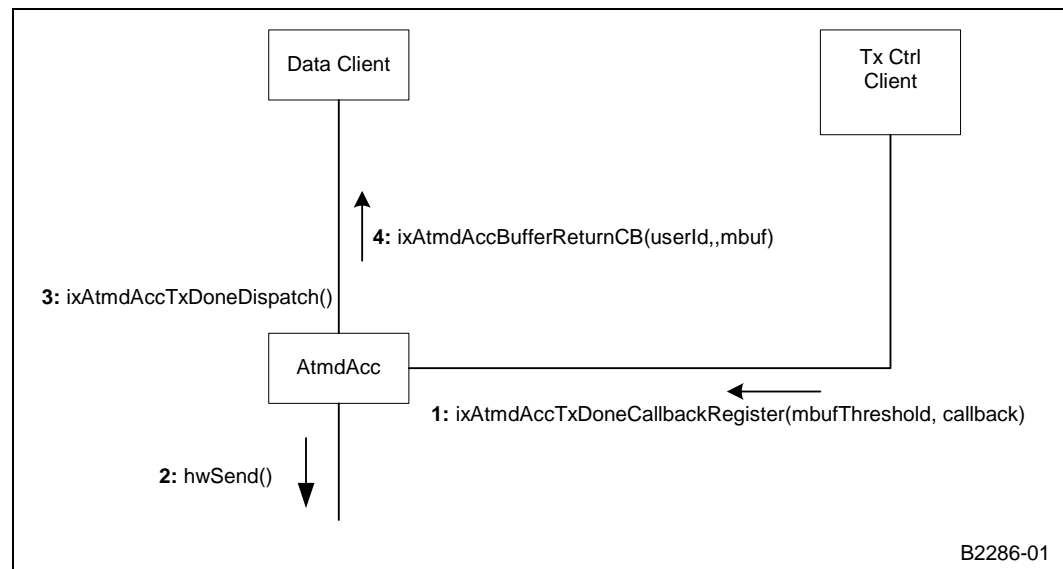 Data Client
Tx Ctrl
Client
4: ixAtmdAccBufferReturnCB(userId,,mbuf)
3: ixAtmdAccTxDoneDispatch()
AtmdAcc
1: ixAtmdAccTxDoneCallbackRegister(mbufThreshold, callback)
2: hwSend()
B2286-01